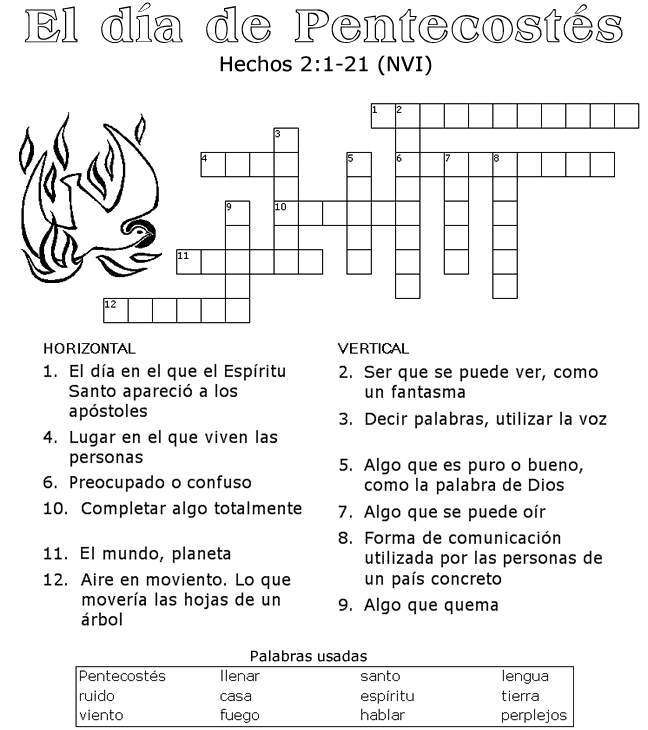 El día de Pentecostés
Hechos 2:1-21 (NVI)
1 2
3
4 5 6 7 8
9 10
11
12
HORIZONTAL
1. El día en el que el Espíritu
Santo apareció a los
apóstoles
4. Lugar en el que viven las
personas
6. Preocupado o confuso
10. Completar algo totalmente
11. El mundo, planeta
12. Aire en moviento. Lo que
movería las hojas de un
árbol
VERTICAL
2. Ser que se puede ver, como
un fantasma
3. Decir palabras, utilizar la voz
5. Algo que es puro o bueno,
como la palabra de Dios
7. Algo que se puede oír
8. Forma de comunicación
utilizada por las personas de
un país concreto
9. Algo que quema
Palabras usadas
Pentecostés llenar santo lengua
ruido casa espíritu tierra
viento fuego hablar perplejos